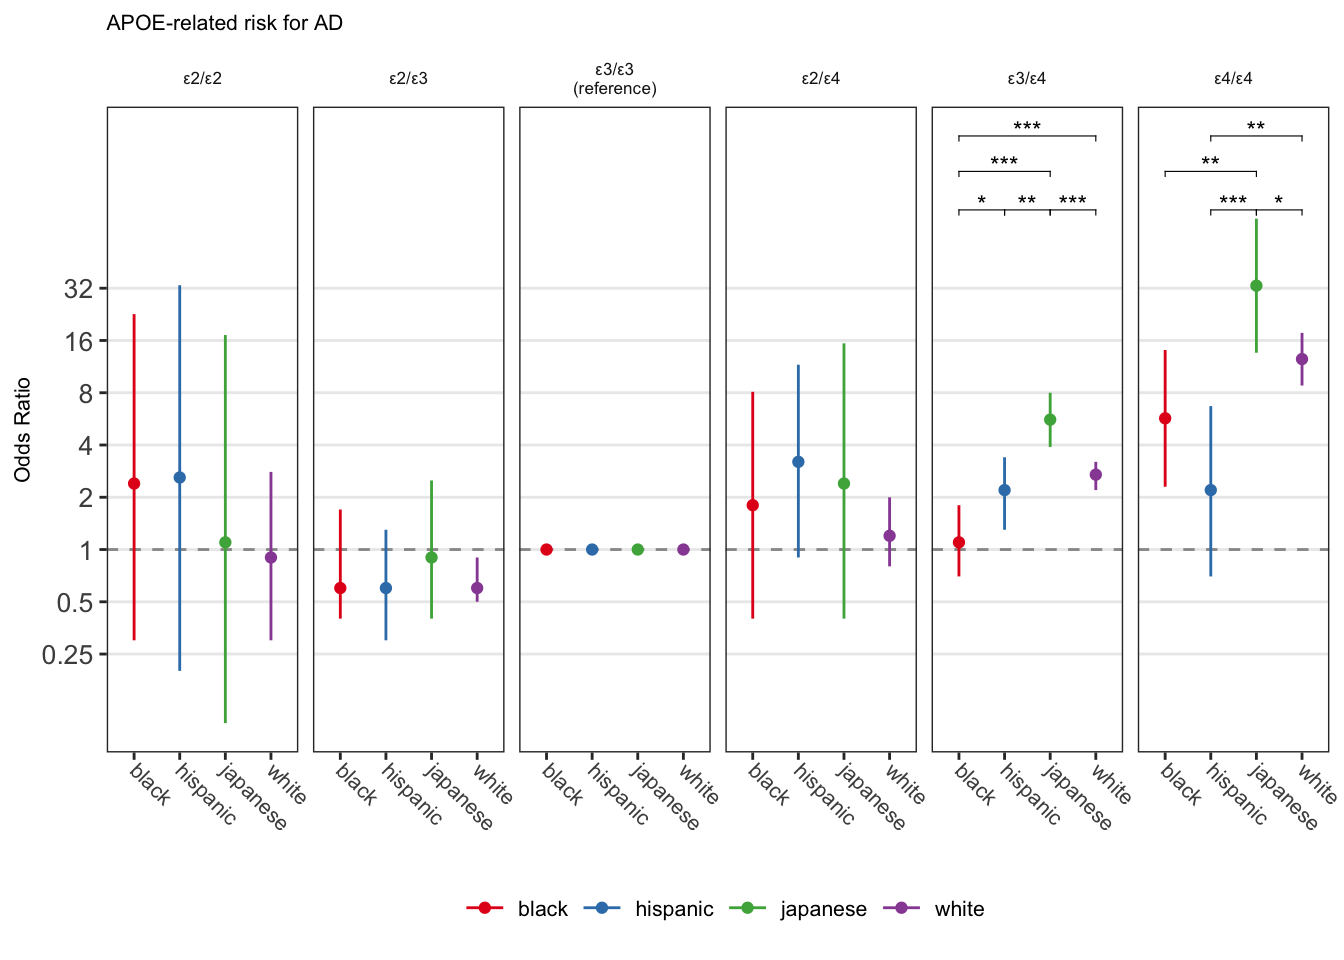 APOE-related risk for AD
ε2/ε2
ε2/ε3
ε3/ε3
(reference)
ε2/ε4
ε3/ε4
ε4/ε4
*** **
*** **
* ** *** *** *
Odds Ratio
32
16
8
4
2
1
0.5
0.25
black hispanic japanese white black hispanic japanese white black hispanic japanese white black hispanic japanese white black hispanic japanese white black hispanic japanese white
black hispanic japanese white